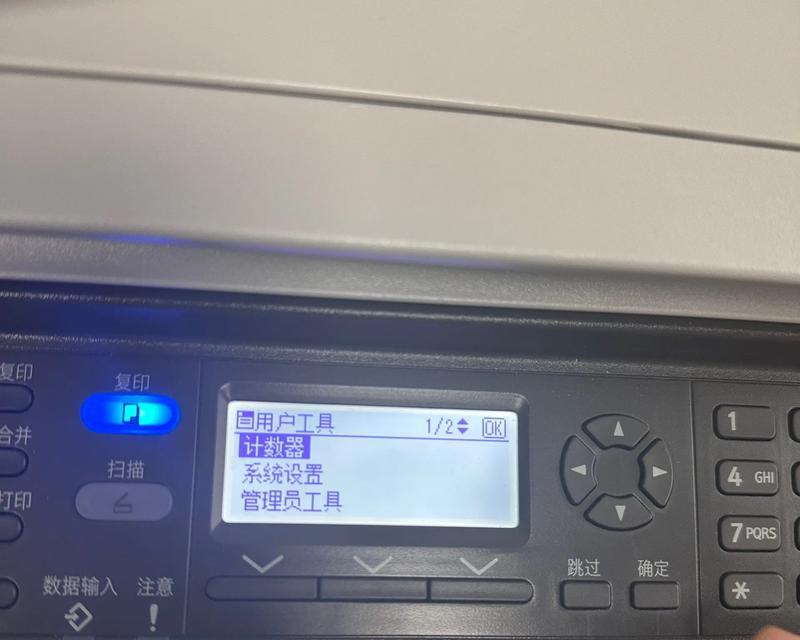 复印
合并
打印
复印
扫描
数据输入 注意
用户工具 1/2 OK
计数器
系统设置
管理员工具
跳过 确定
1
4 GHI
7 PQRS
*